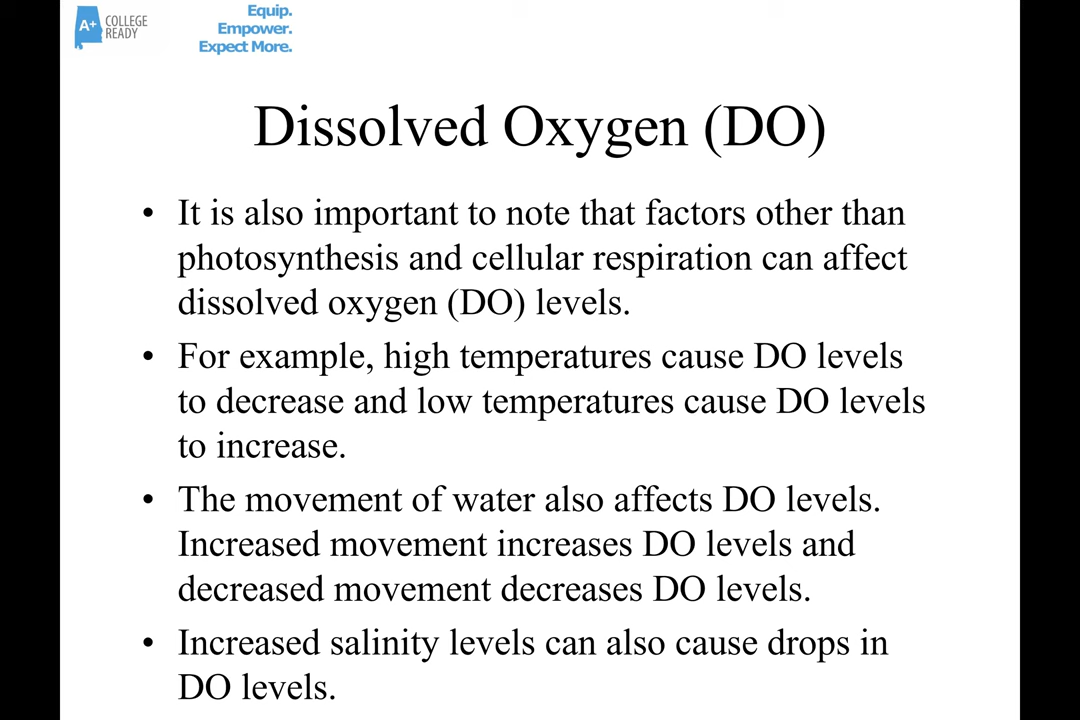 A+ COLLEGE
READY
Equip.
Empower.
Expect More.
Dissolved Oxygen (DO)
• It is also important to note that factors other than
photosynthesis and cellular respiration can affect
dissolved oxygen (DO) levels.
• For example, high temperatures cause DO levels
to decrease and low temperatures cause DO levels
to increase.
• The movement of water also affects DO levels.
Increased movement increases DO levels and
decreased movement decreases DO levels.
• Increased salinity levels can also cause drops in
DO levels.